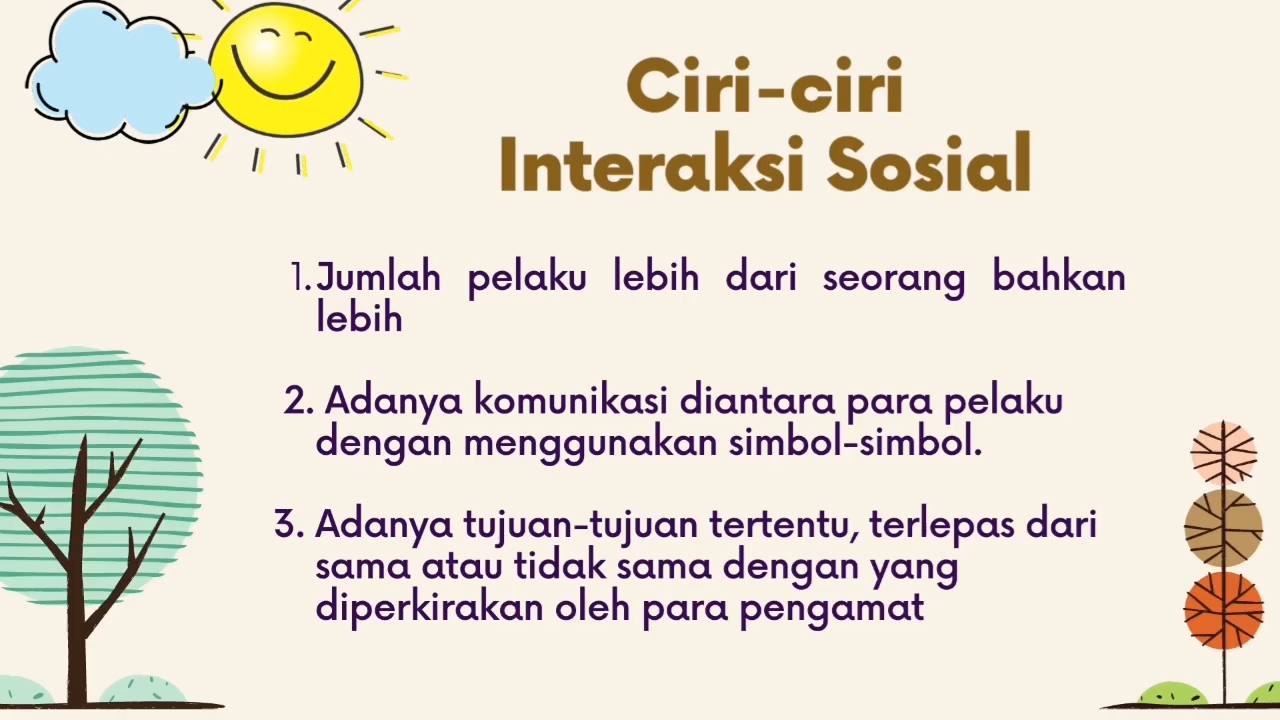 Ciri-ciri
Interaksi Sosial
1. Jumlah pelaku lebih dari seorang bahkan
lebih
2. Adanya komunikasi diantara para pelaku
dengan menggunakan simbol-simbol.
3. Adanya tujuan-tujuan tertentu, terlepas dari
sama atau tidak sama dengan yang
diperkirakan oleh para pengamat